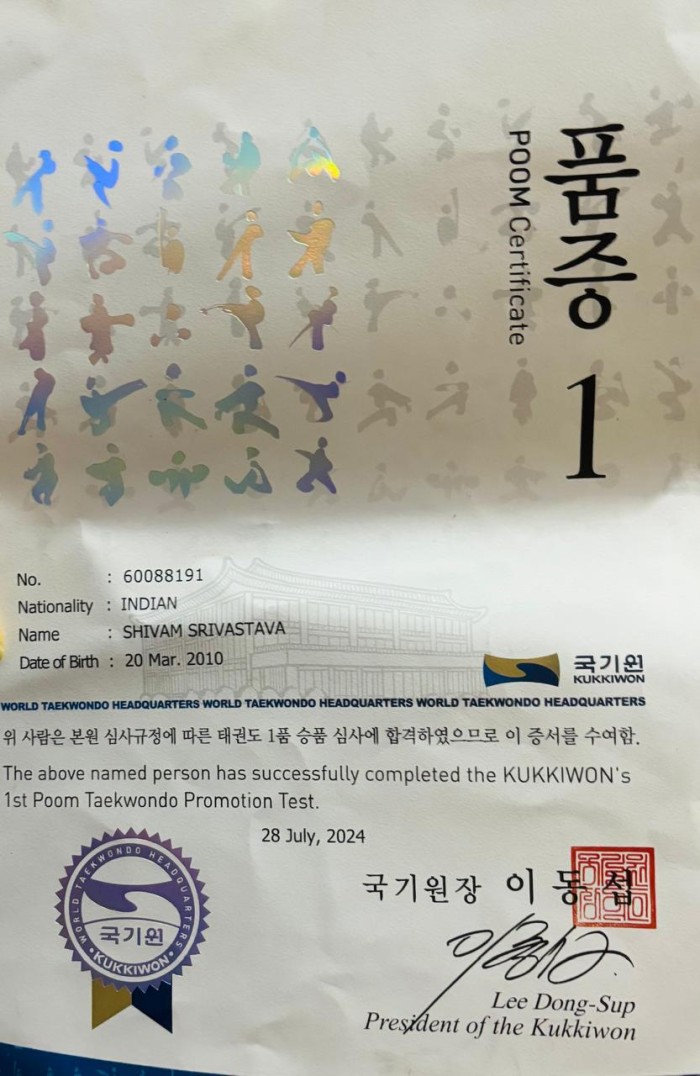 품증
POOM Certificate
1
No. : 60088191
Nationality : INDIAN
Name : SHIVAM SRIVASTAVA
Date of Birth : 20 Mar. 2010
국기원
KUKKIWON
WORLD TAEKWONDO HEADQUARTERS WORLD TAEKWONDO HEADQUARTERS WORLD TAEKWONDO HEADQUARTERS
위 사람은 본원 심사규정에 따른 태권도 1품 승품 심사에 합격하였으므로 이 증서를 수여함.
The above named person has successfully completed the KUKKIWON's
1st Poom Taekwondo Promotion Test.
28 July, 2024
WORLD TAEKWONDO HEADQUARTERS
국기원
•KUKKIWON•
국기원장 이동섭
Lee Dong-Sup
President of the Kukkiwon